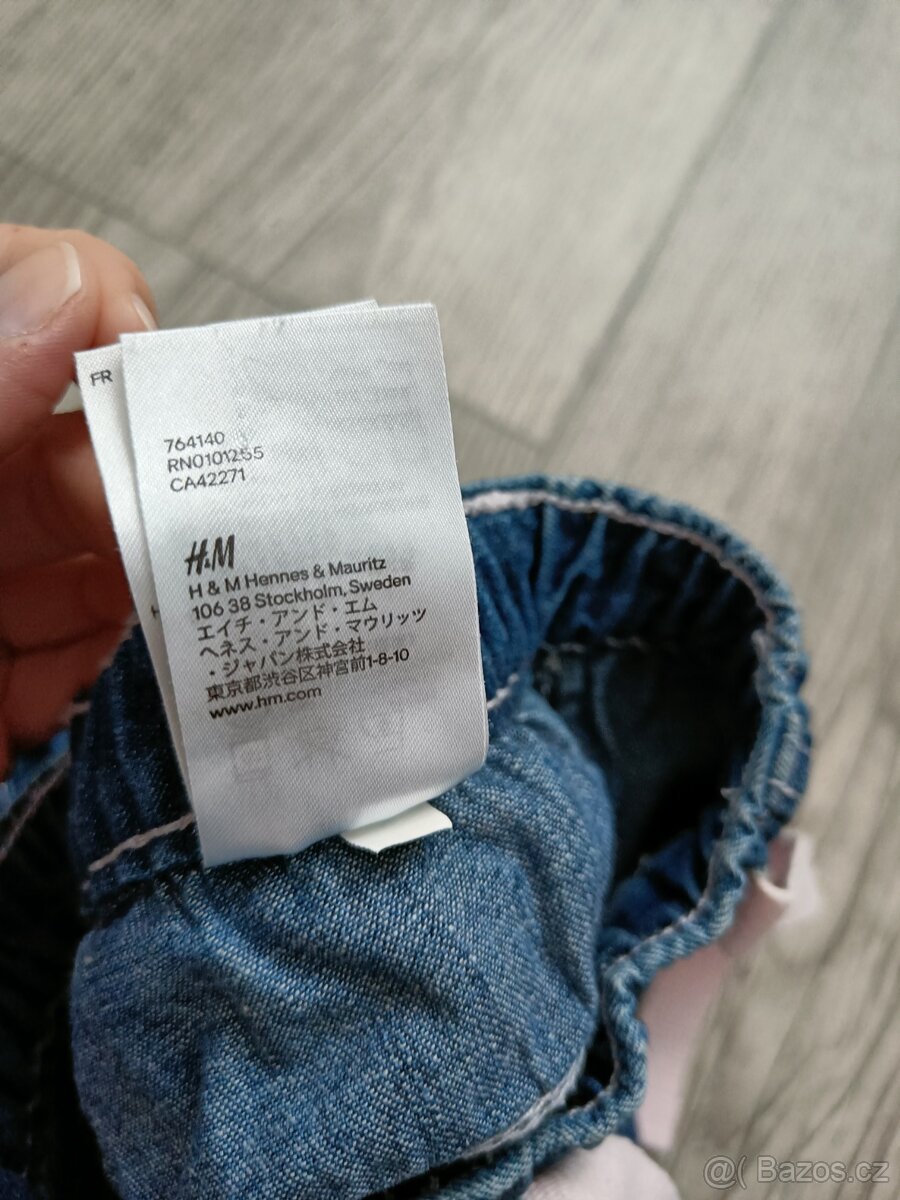 FR
764140
RN0101255
CA42271
H&M
H & M Hennes & Mauritz
106 38 Stockholm, Sweden
エイチ・アンド・エム
ヘネス・アンド・マウリッツ
・ジャパン株式会社
東京都渋谷区神宮前1-8-10
www.hm.com
@( Bazos.cz